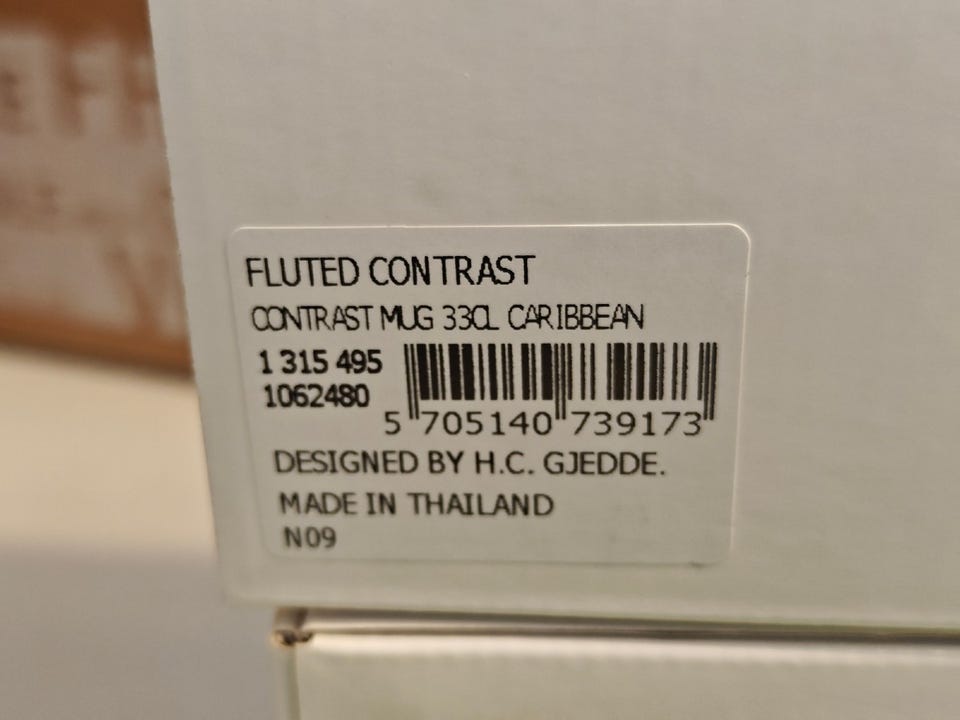 FLUTED CONTRAST
CONTRAST MUG 33CL CARIBBEAN
1 315 495
1062480
5 705140 739173
DESIGNED BY H.C. GJEDDE.
MADE IN THAILAND
N09